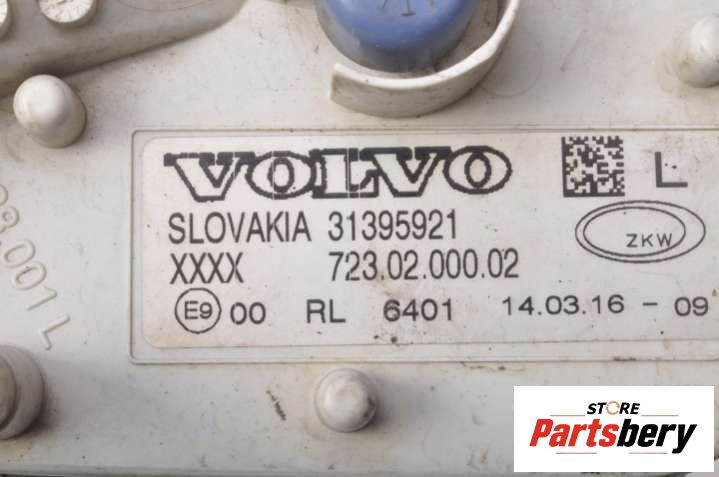 VOLVO
L
SLOVAKIA 31395921
ZKW
XXXX 723.02.000.02
E9 00 RL 6401 14.03.16 - 09
8.001 L
STORE
Partsbery